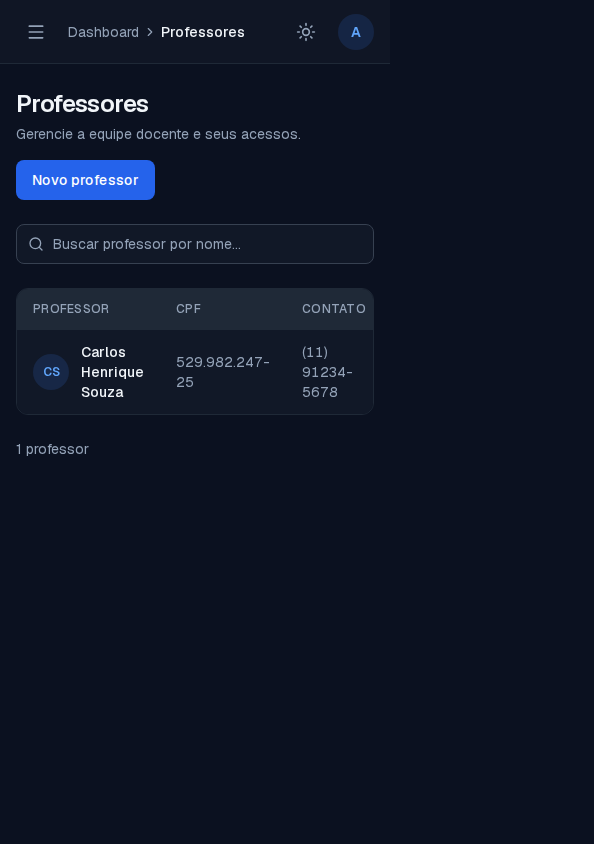 Dashboard > Professores
A
Professores
Gerencie a equipe docente e seus acessos.
Novo professor
Buscar professor por nome...
PROFESSOR CPF CONTATO
CS
Carlos
Henrique
Souza
529.982.247-
25
(11)
91234-
5678
1 professor